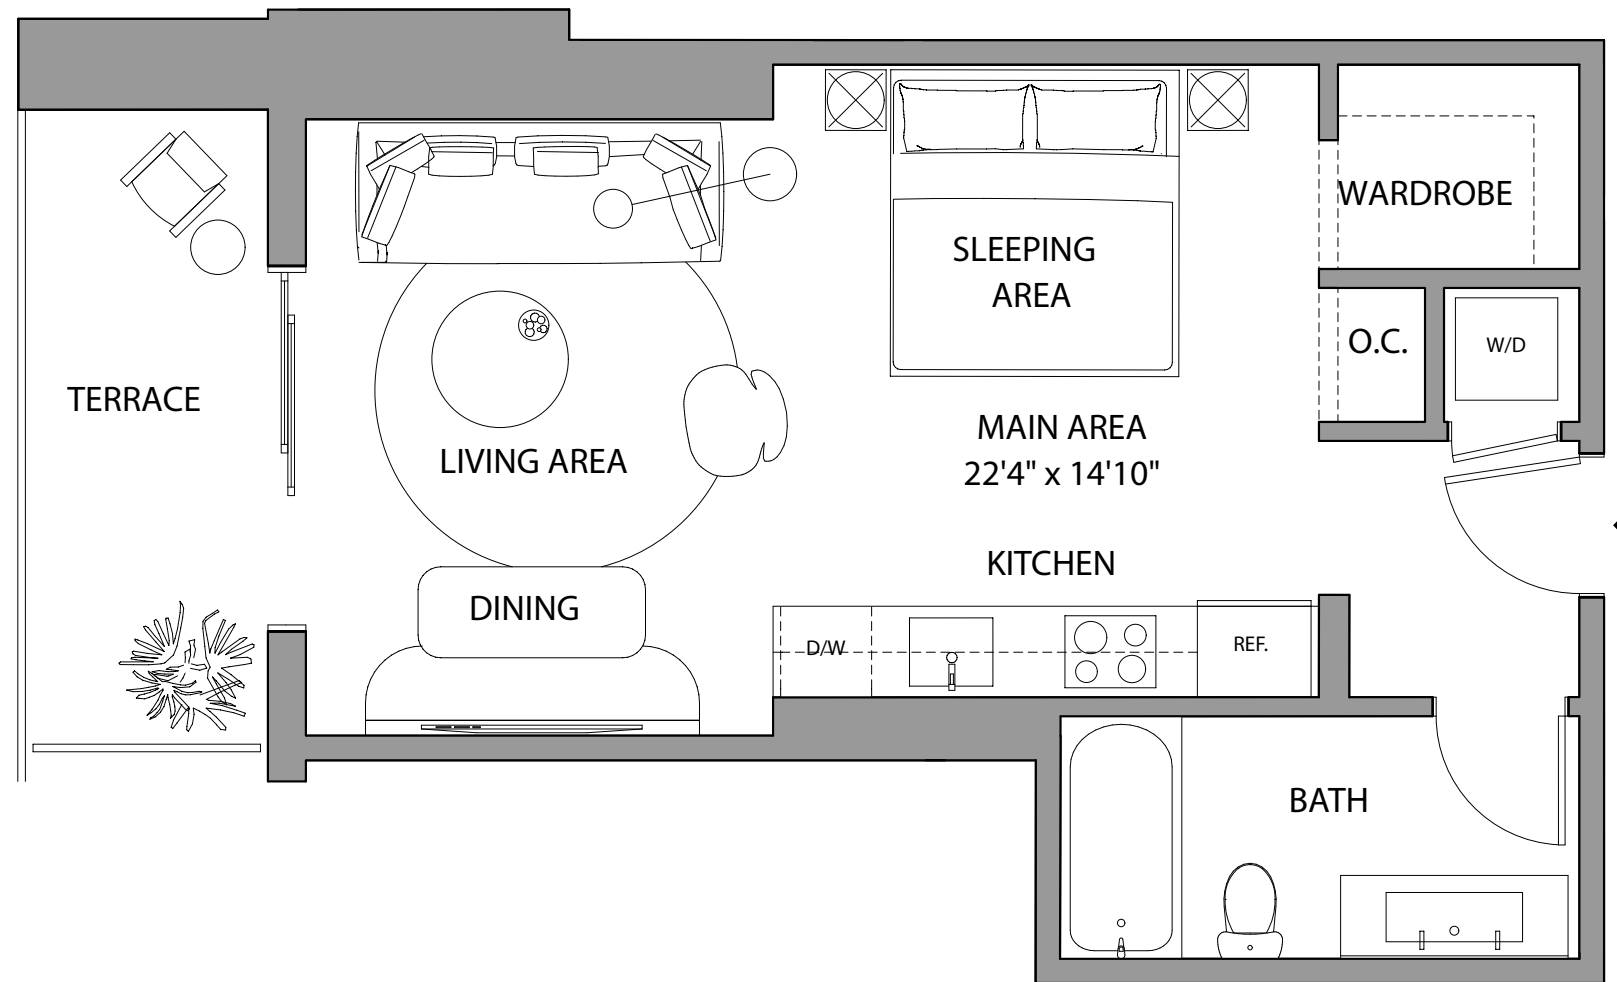 WARDROBE
SLEEPING
AREA
O.C.
W/D
TERRACE
MAIN AREA
22'4" x 14'10"
LIVING AREA
KITCHEN
DINING
D/W
REF.
BATH